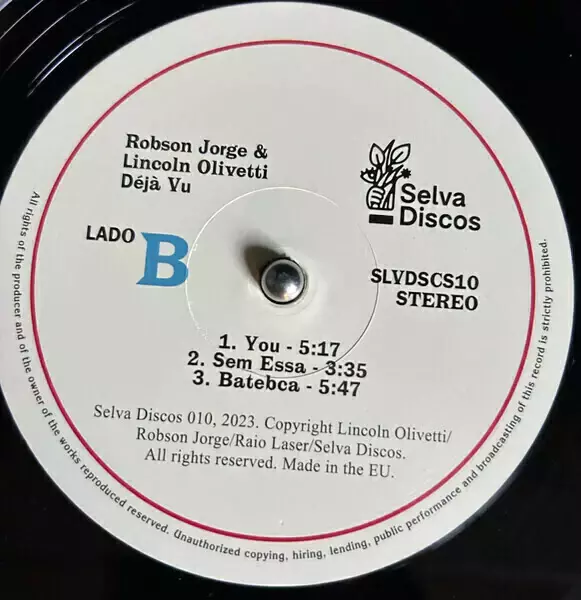 Robson Jorge &
Lincoln Olivetti
Déjà Vu
Selva
Discos
LADO B
SLVDSCS10
STEREO
1. You - 5:17
2. Sem Essa - 3:35
3. Batebca - 5:47
Selva Discos 010, 2023. Copyright Lincoln Olivetti/
Robson Jorge/Raio Laser/Selva Discos.
All rights reserved. Made in the EU.
All rights of the producer and of the owner of the works reproduced reserved. Unauthorized copying, hiring, lending, public performance and broadcasting of this record is strictly prohibited.